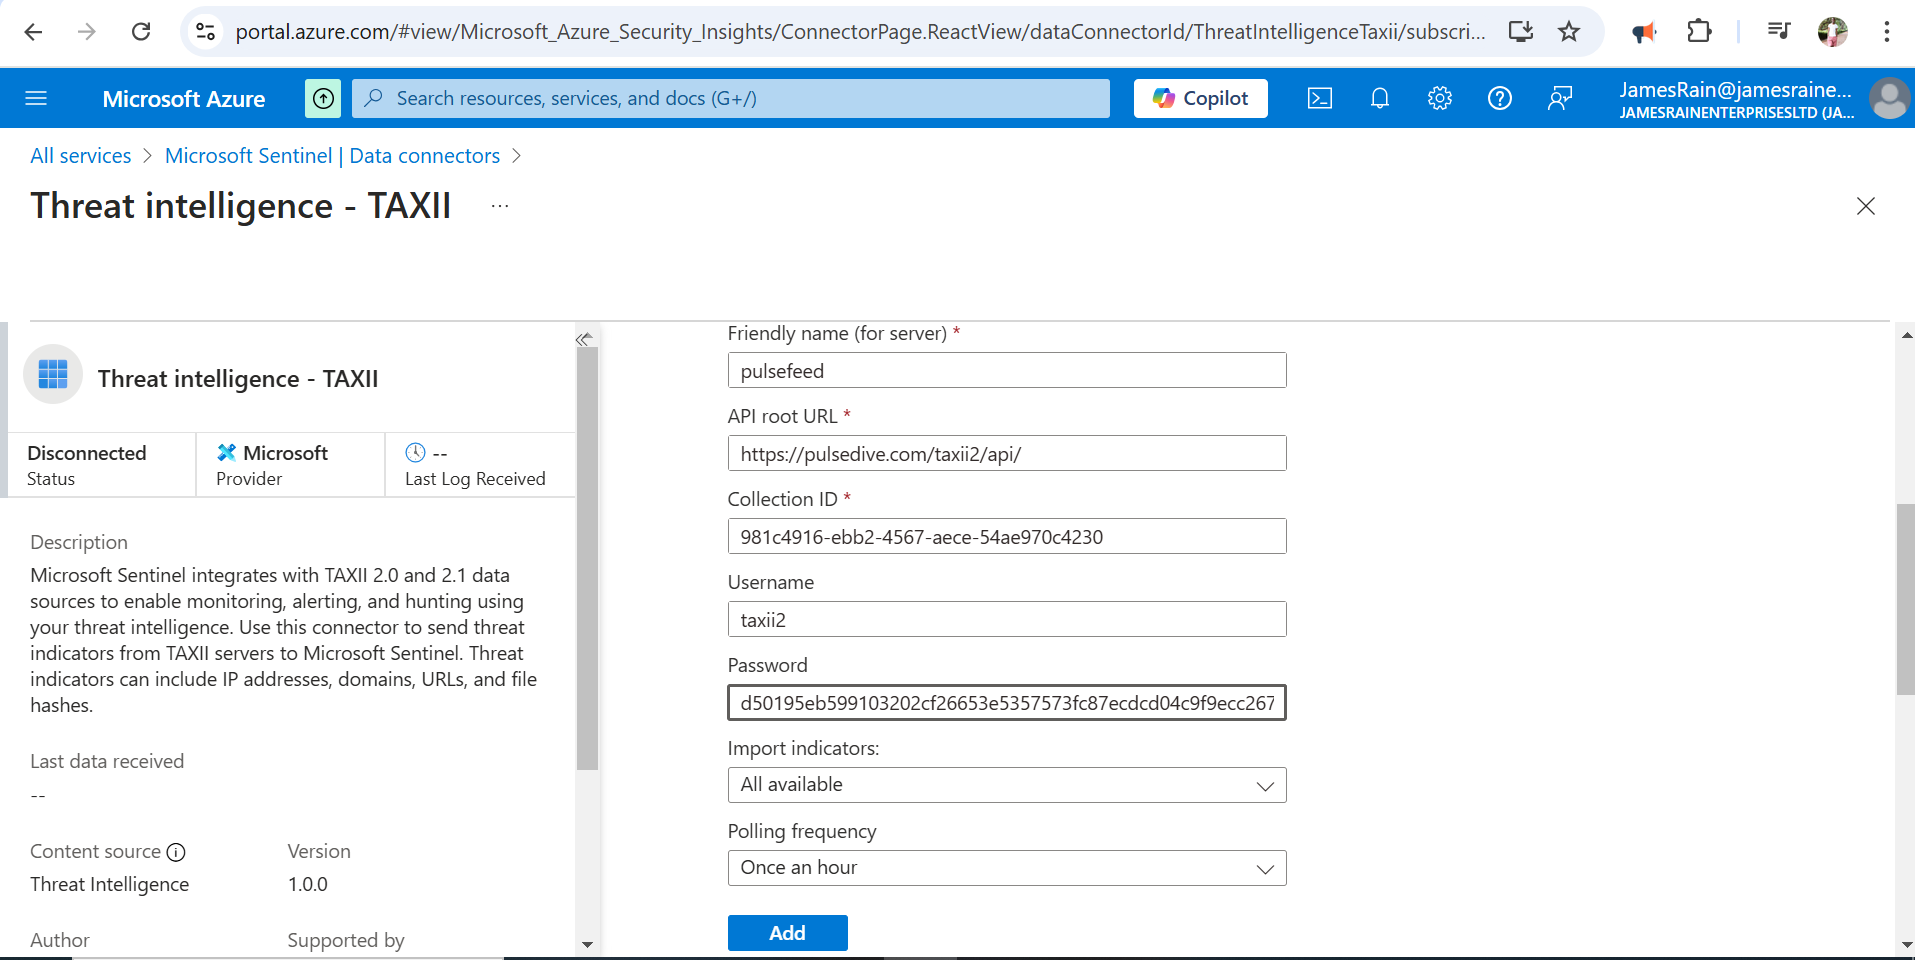 portal.azure.com/#view/Microsoft_Azure_Security_Insights/ConnectorPage.ReactView/dataConnectorId/ThreatIntelligenceTaxii/subscri...
Microsoft Azure
Search resources, services, and docs (G+/)
Copilot
JamesRain@jamesraine...
JAMESRAINENTERPRISESLTD (JA...
All services > Microsoft Sentinel | Data connectors >
Threat intelligence - TAXII ...
Threat intelligence - TAXII
Disconnected
Status
Microsoft
Provider
--
Last Log Received
Description
Microsoft Sentinel integrates with TAXII 2.0 and 2.1 data
sources to enable monitoring, alerting, and hunting using
your threat intelligence. Use this connector to send threat
indicators from TAXII servers to Microsoft Sentinel. Threat
indicators can include IP addresses, domains, URLs, and file
hashes.
Last data received
--
Content source
Version
Threat Intelligence
1.0.0
Author
Supported by
Friendly name (for server) *
pulsefeed
API root URL *
https://pulsedive.com/taxii2/api/
Collection ID *
981c4916-ebb2-4567-aece-54ae970c4230
Username
taxii2
Password
d50195eb599103202cf26653e5357573fc87ecdcd04c9f9ecc267
Import indicators:
All available
Polling frequency
Once an hour
Add